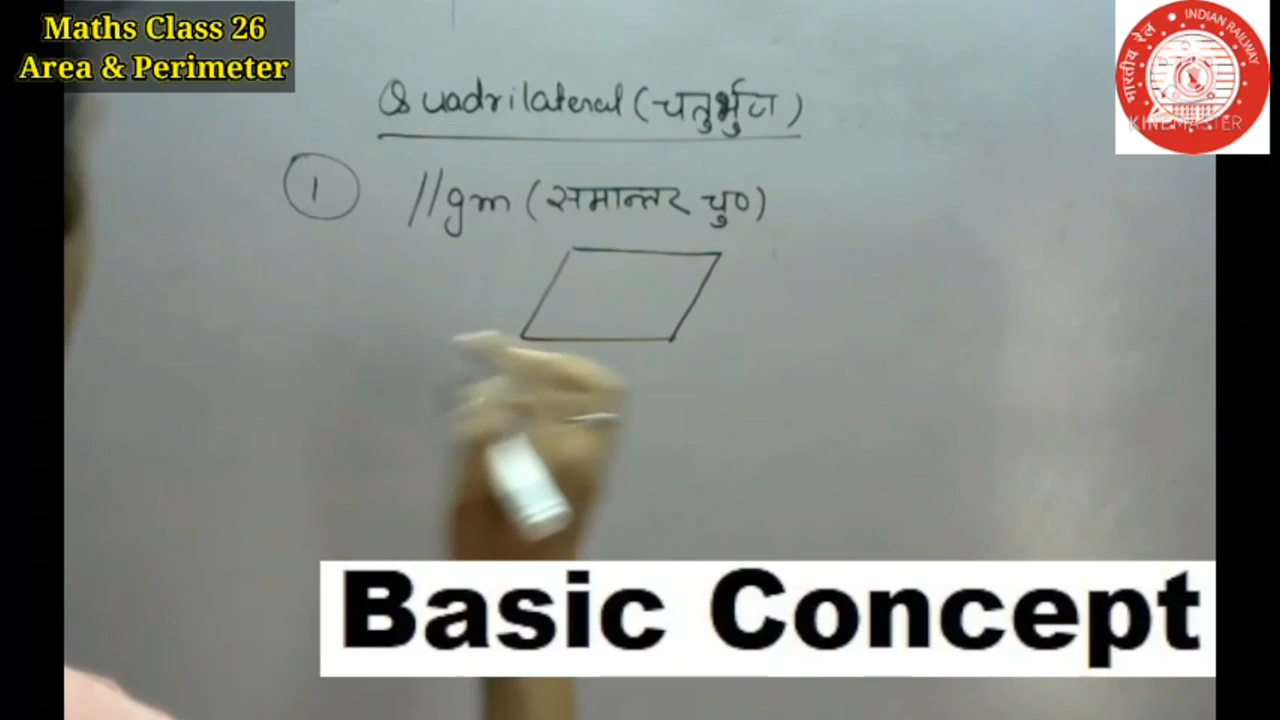 Maths Class 26
Area & Perimeter
INDIAN RAILWAY
भारतीय रेल
KINEMASTER
Quadrilateral (चतुर्भुज)
1 //gm (समान्तर चु०)
Basic Concept